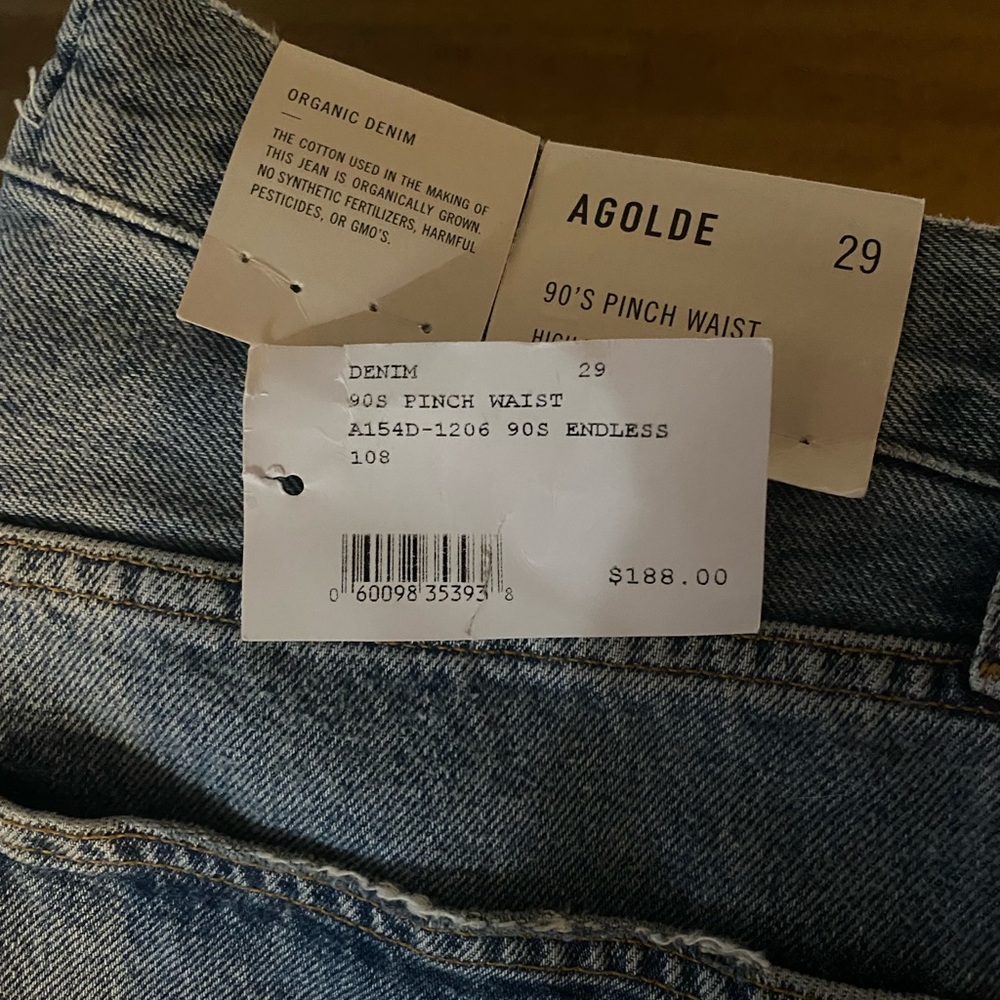 ORGANIC DENIM
THE COTTON USED IN THE MAKING OF
THIS JEAN IS ORGANICALLY GROWN.
NO SYNTHETIC FERTILIZERS, HARMFUL
PESTICIDES, OR GMO'S.
AGOLDE
29
90'S PINCH WAIST
DENIM 29
90S PINCH WAIST
A154D-1206 90S ENDLESS
108
0 60098 35393 8
$188.00